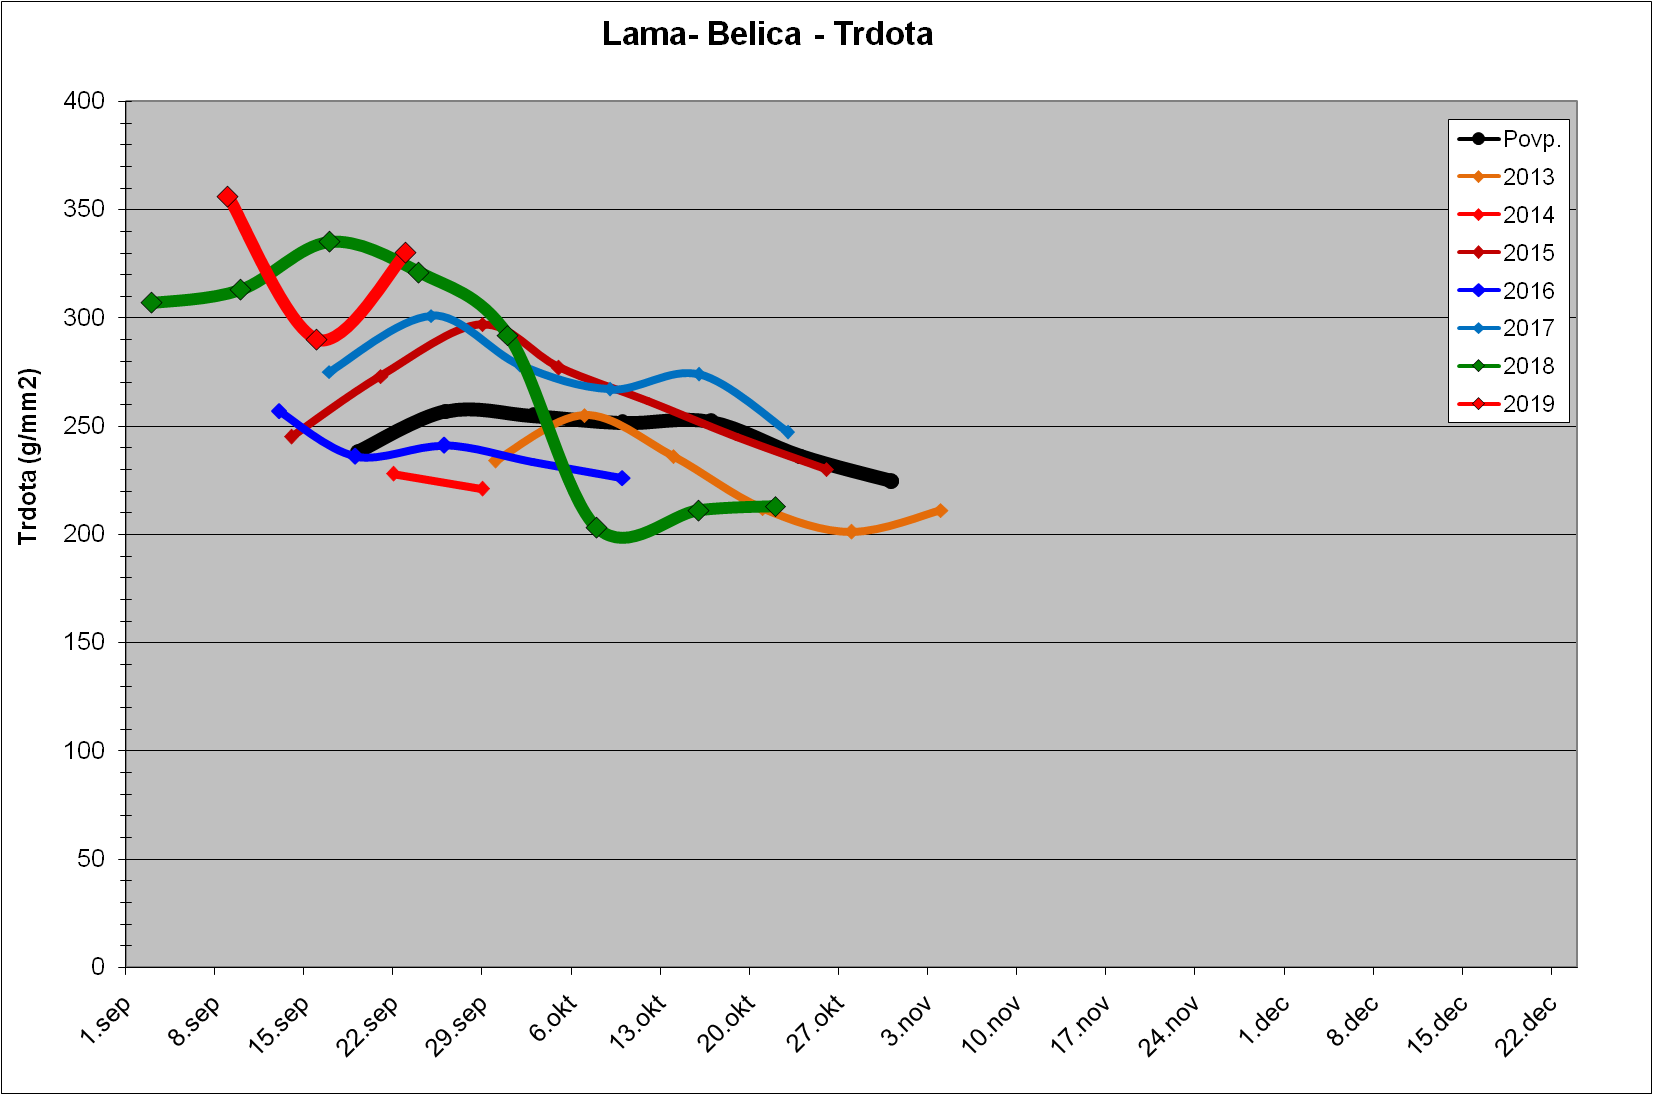 Lama- Belica - Trdota
Trdota (g/mm2)
400
350
300
250
200
150
100
50
0
1.sep
8.sep
15.sep
22.sep
29.sep
6.okt
13.okt
20.okt
27.okt
3.nov
10.nov
17.nov
24.nov
1.dec
8.dec
15.dec
22.dec
Povp.
2013
2014
2015
2016
2017
2018
2019